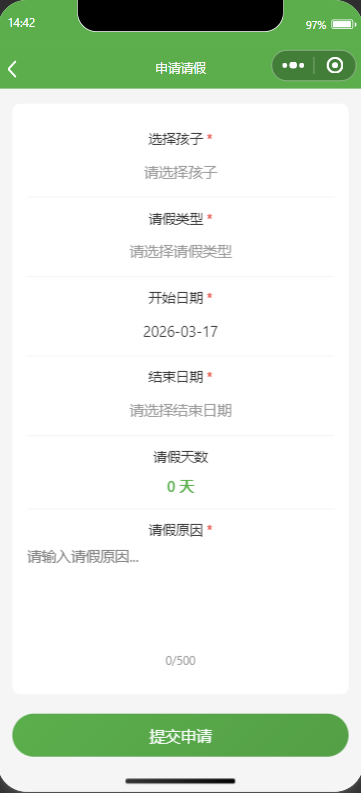 14:42
97%
申请请假
选择孩子 *
请选择孩子
请假类型 *
请选择请假类型
开始日期 *
2026-03-17
结束日期 *
请选择结束日期
请假天数
0 天
请假原因 *
请输入请假原因...
0/500
提交申请